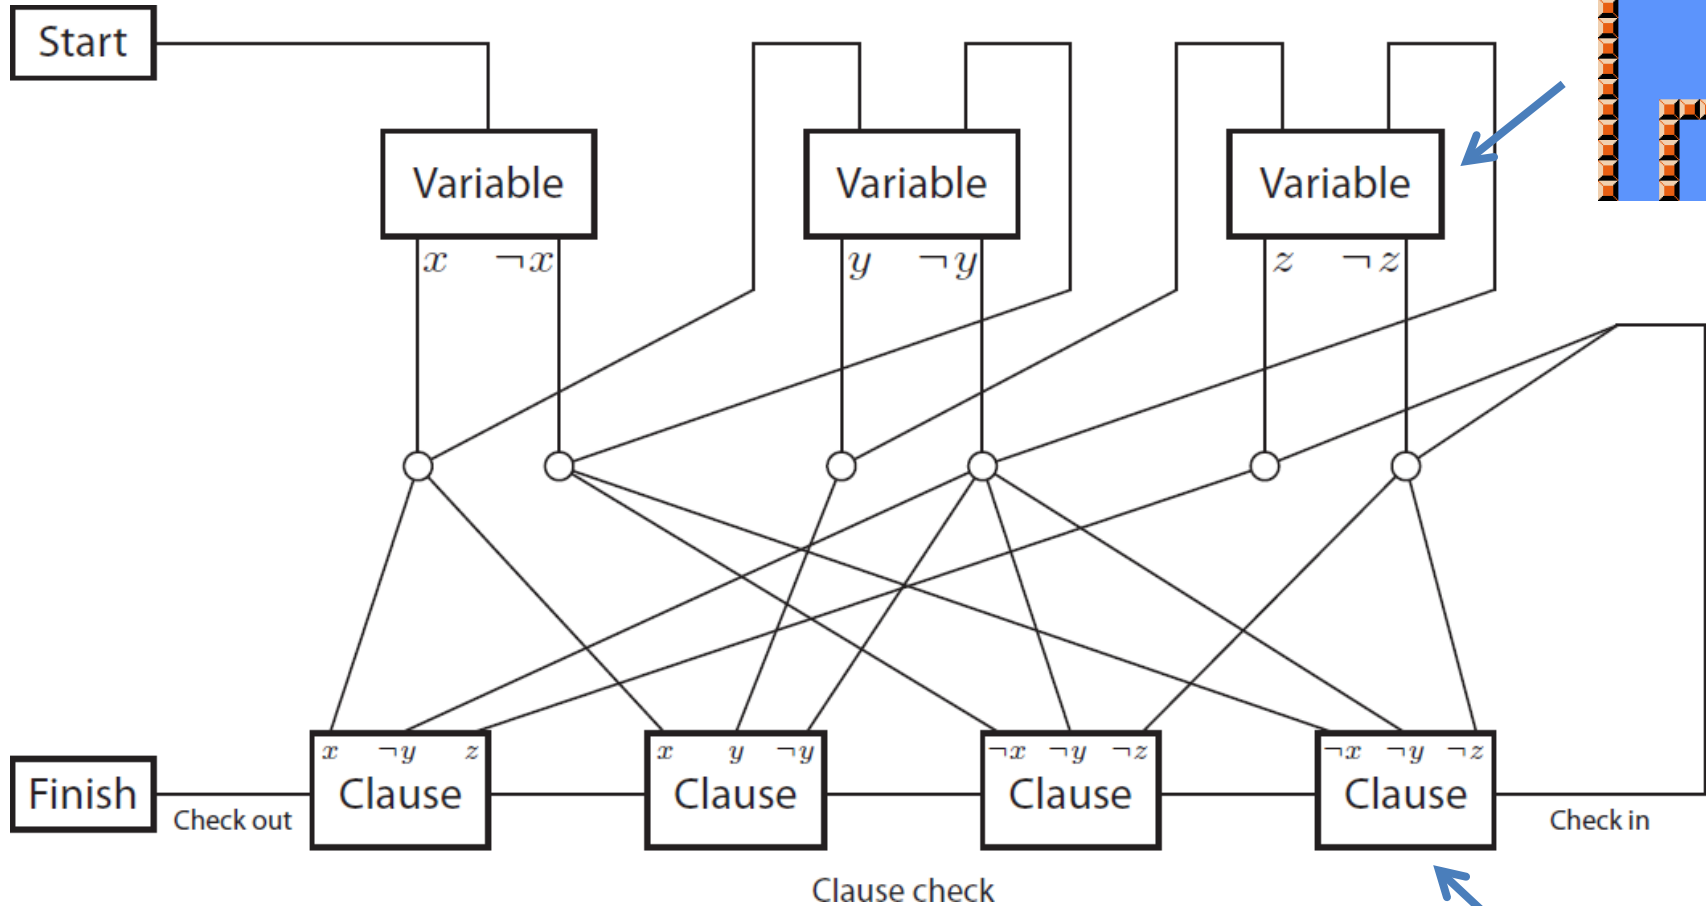 Start
Variable Variable Variable
x ¬x y ¬y z ¬z
x ¬y z x y ¬y ¬x ¬y ¬z ¬x ¬y ¬z
Finish Clause Clause Clause Clause
Check out Check in
Clause check